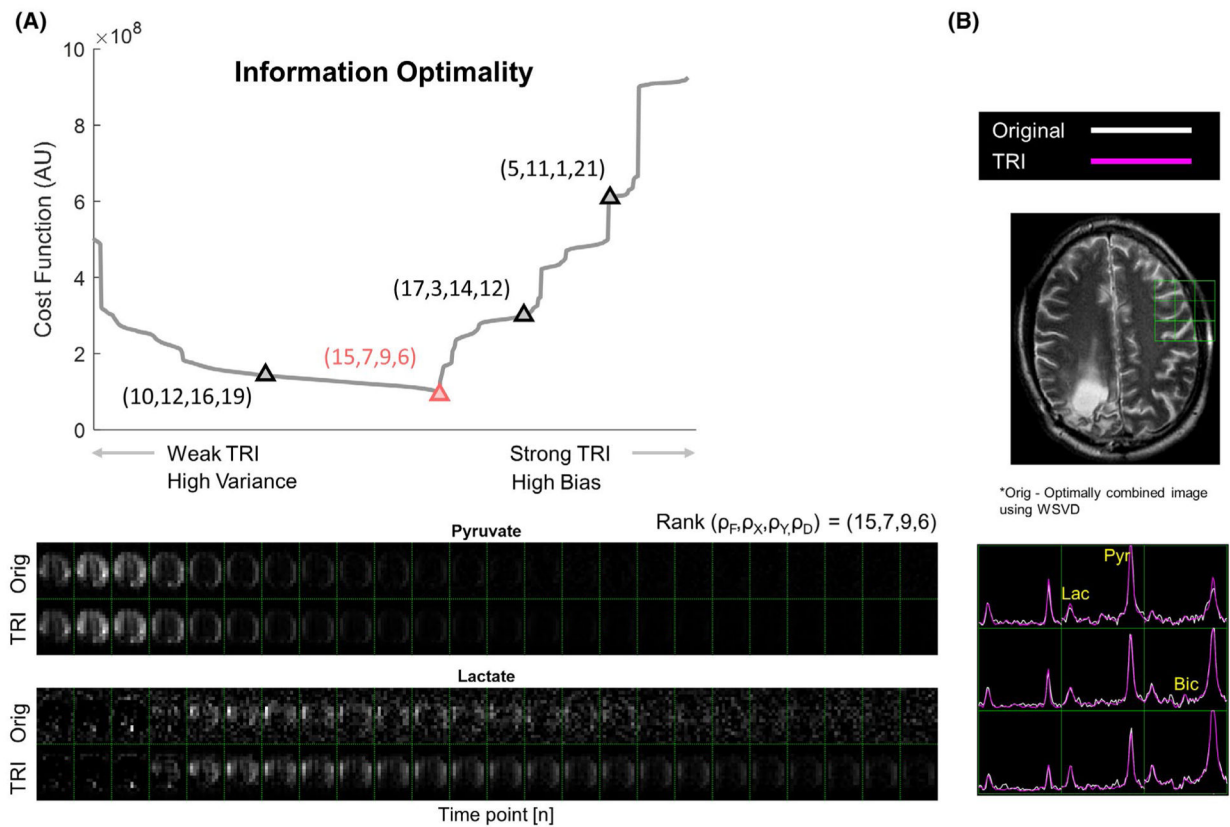 (A)
×10⁸
Information Optimality
10
8
6
4
2
0
Cost Function (AU)
(5,11,1,21)
(17,3,14,12)
(15,7,9,6)
(10,12,16,19)
Weak TRI
High Variance
Strong TRI
High Bias
Rank (ρF,ρX,ρY,ρD) = (15,7,9,6)
Pyruvate
Orig
TRI
Lactate
Orig
TRI
Time point [n]
(B)
Original
TRI
*Orig - Optimally combined image
using WSVD
Pyr
Lac
Bic